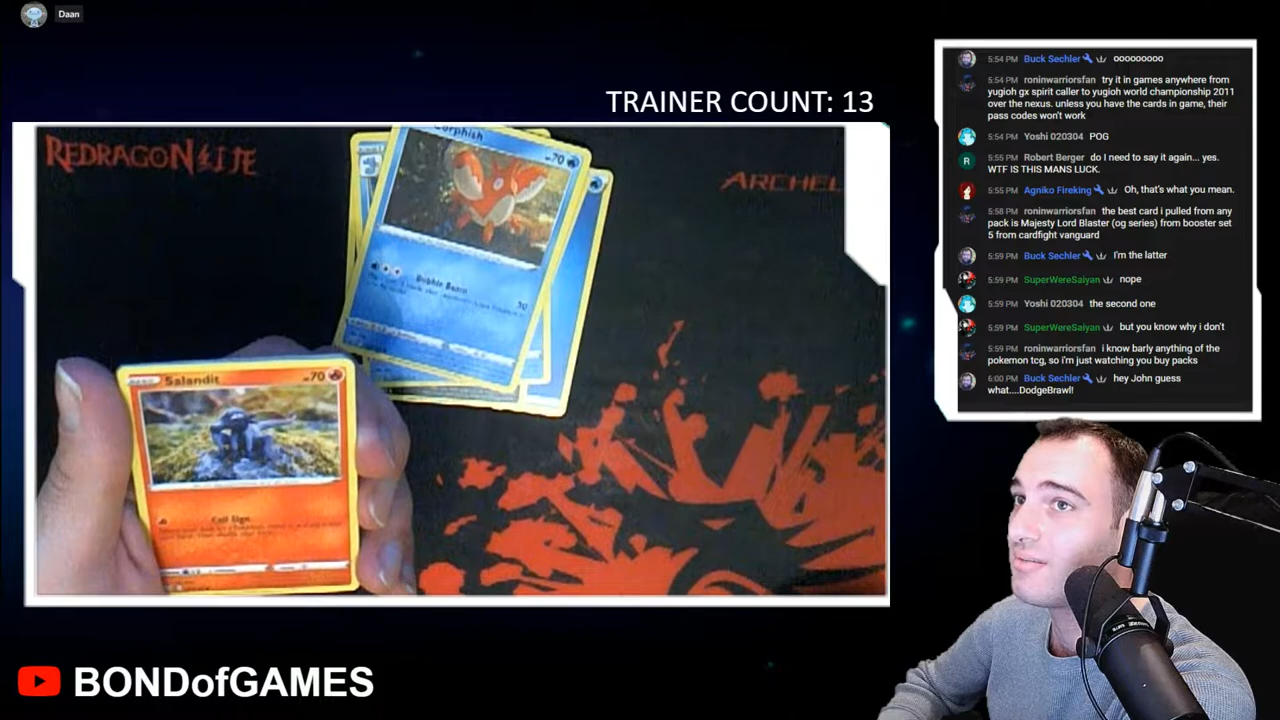 Daan
TRAINER COUNT: 13
REDRAGON
ARCHEL
Corphish
70
Bubble Beam
30
Salandit
70
Call Sign
5:54 PM Buck Sechler ooooooooo
5:54 PM roninwarriorsfan try it in games anywhere from
yugioh gx spirit caller to yugioh world championship 2011
over the nexus. unless you have the cards in game, their
pass codes won't work
5:54 PM Yoshi 020304 POG
R
5:55 PM Robert Berger do I need to say it again... yes.
WTF IS THIS MANS LUCK.
5:55 PM Agniko Fireking Oh, that's what you mean.
5:58 PM roninwarriorsfan the best card i pulled from any
pack is Majesty Lord Blaster (og series) from booster set
5 from cardfight vanguard
5:59 PM Buck Sechler I'm the latter
5:59 PM SuperWereSaiyan nope
5:59 PM Yoshi 020304 the second one
5:59 PM SuperWereSaiyan but you know why i don't
5:59 PM roninwarriorsfan i know barly anything of the
pokemon tcg, so i'm just watching you buy packs
6:00 PM Buck Sechler hey John guess
what....DodgeBrawl!
BONDofGAMES